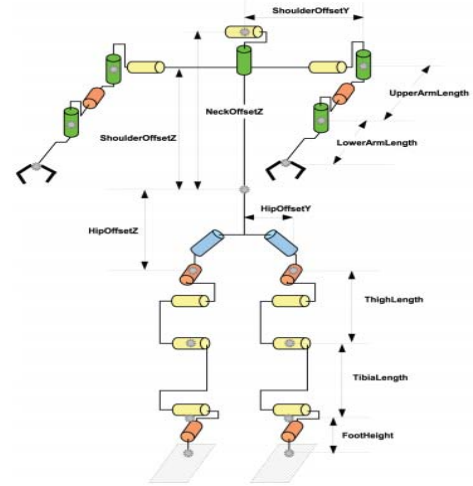 ShoulderOffsetY
UpperArmLength
NeckOffsetZ
ShoulderOffsetZ
LowerArmLength
HipOffsetY
HipOffsetZ
ThighLength
TibiaLength
FootHeight